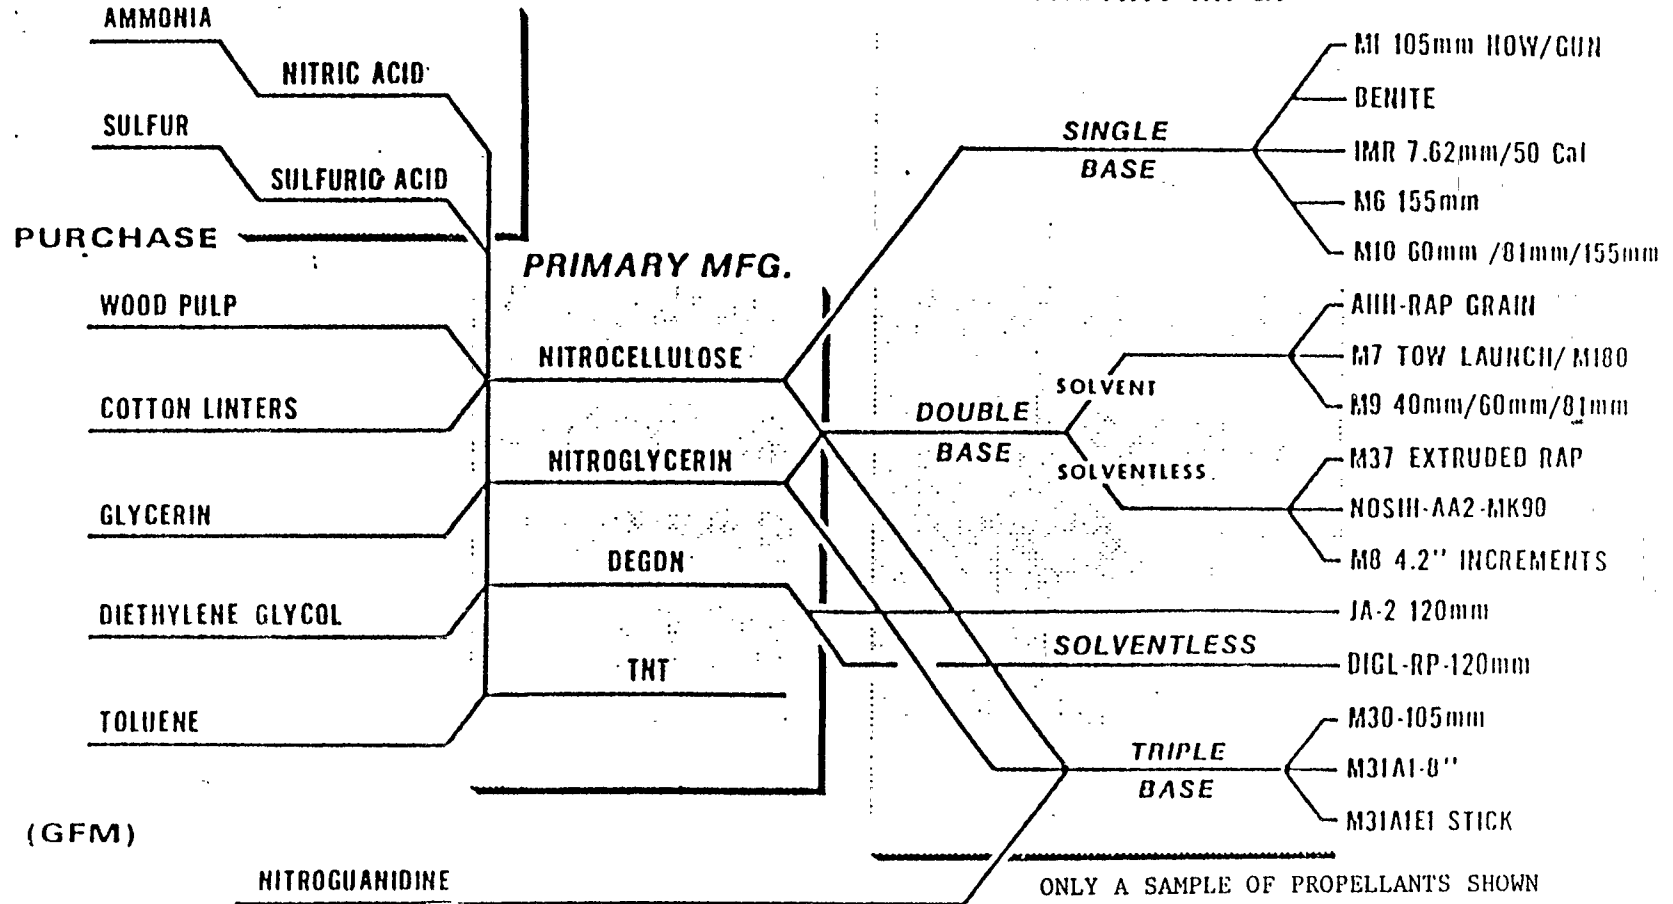 AMMONIA
NITRIC ACID
SULFUR
SULFURIC ACID
PURCHASE
WOOD PULP
COTTON LINTERS
GLYCERIN
DIETHYLENE GLYCOL
TOLUENE
(GFM)
NITROGUANIDINE
PRIMARY MFG.
NITROCELLULOSE
NITROGLYCERIN
DEGDN
TNT
SINGLE
BASE
DOUBLE
BASE
SOLVENT
SOLVENTLESS
SOLVENTLESS
TRIPLE
BASE
M1 105mm HOW/GUN
BENITE
IMR 7.62mm/50 Cal
M6 155mm
M10 60mm /81mm/155mm
AHH-RAP GRAIN
M7 TOW LAUNCH/M180
M9 40mm/60mm/81mm
M37 EXTRUDED RAP
NOSIH-AA2-MK90
M8 4.2" INCREMENTS
JA-2 120mm
DIGL-RP-120mm
M30-105mm
M31A1-8"
M31A1E1 STICK
ONLY A SAMPLE OF PROPELLANTS SHOWN